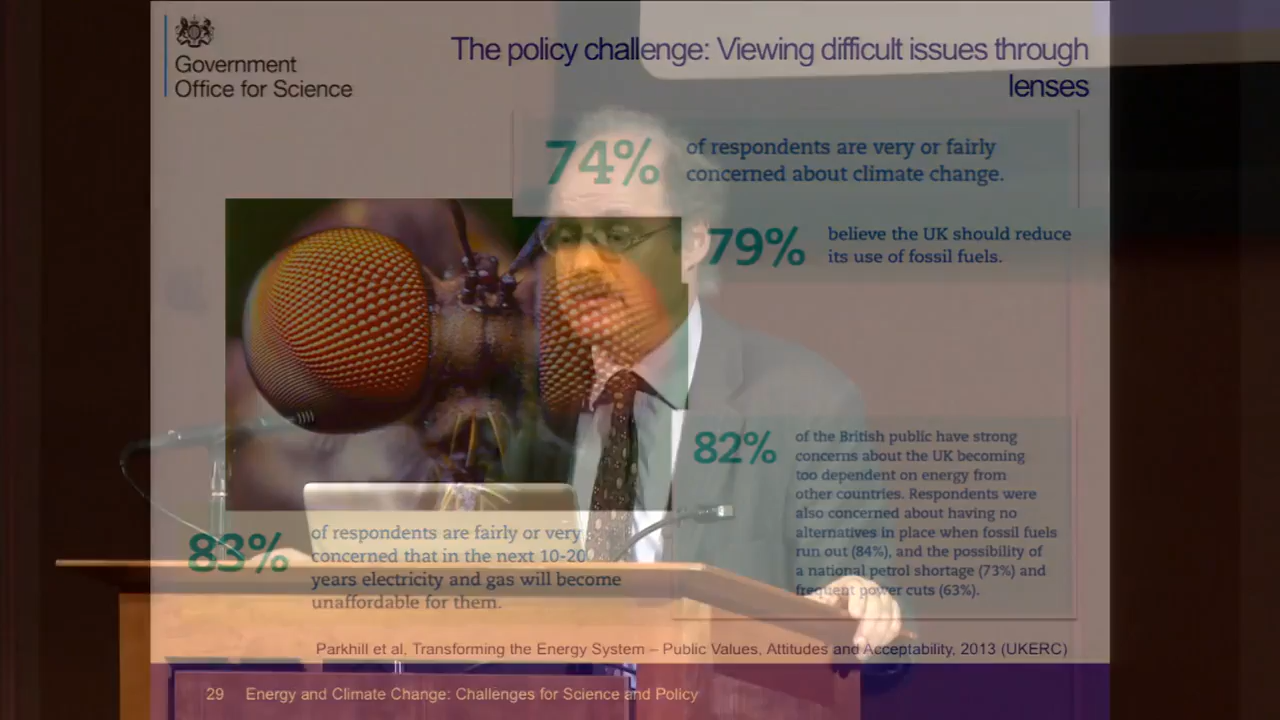 Government
Office for Science
The policy challenge: Viewing difficult issues through
lenses
74%
of respondents are very or fairly
concerned about climate change.
79%
believe the UK should reduce
its use of fossil fuels.
82%
of the British public have strong
concerns about the UK becoming
too dependent on energy from
other countries. Respondents were
also concerned about having no
alternatives in place when fossil fuels
run out (84%), and the possibility of
a national petrol shortage (73%) and
frequent power cuts (63%).
83%
of respondents are fairly or very
concerned that in the next 10-20
years electricity and gas will become
unaffordable for them.
Parkhill et al, Transforming the Energy System – Public Values, Attitudes and Acceptability, 2013 (UKERC)
29 Energy and Climate Change: Challenges for Science and Policy